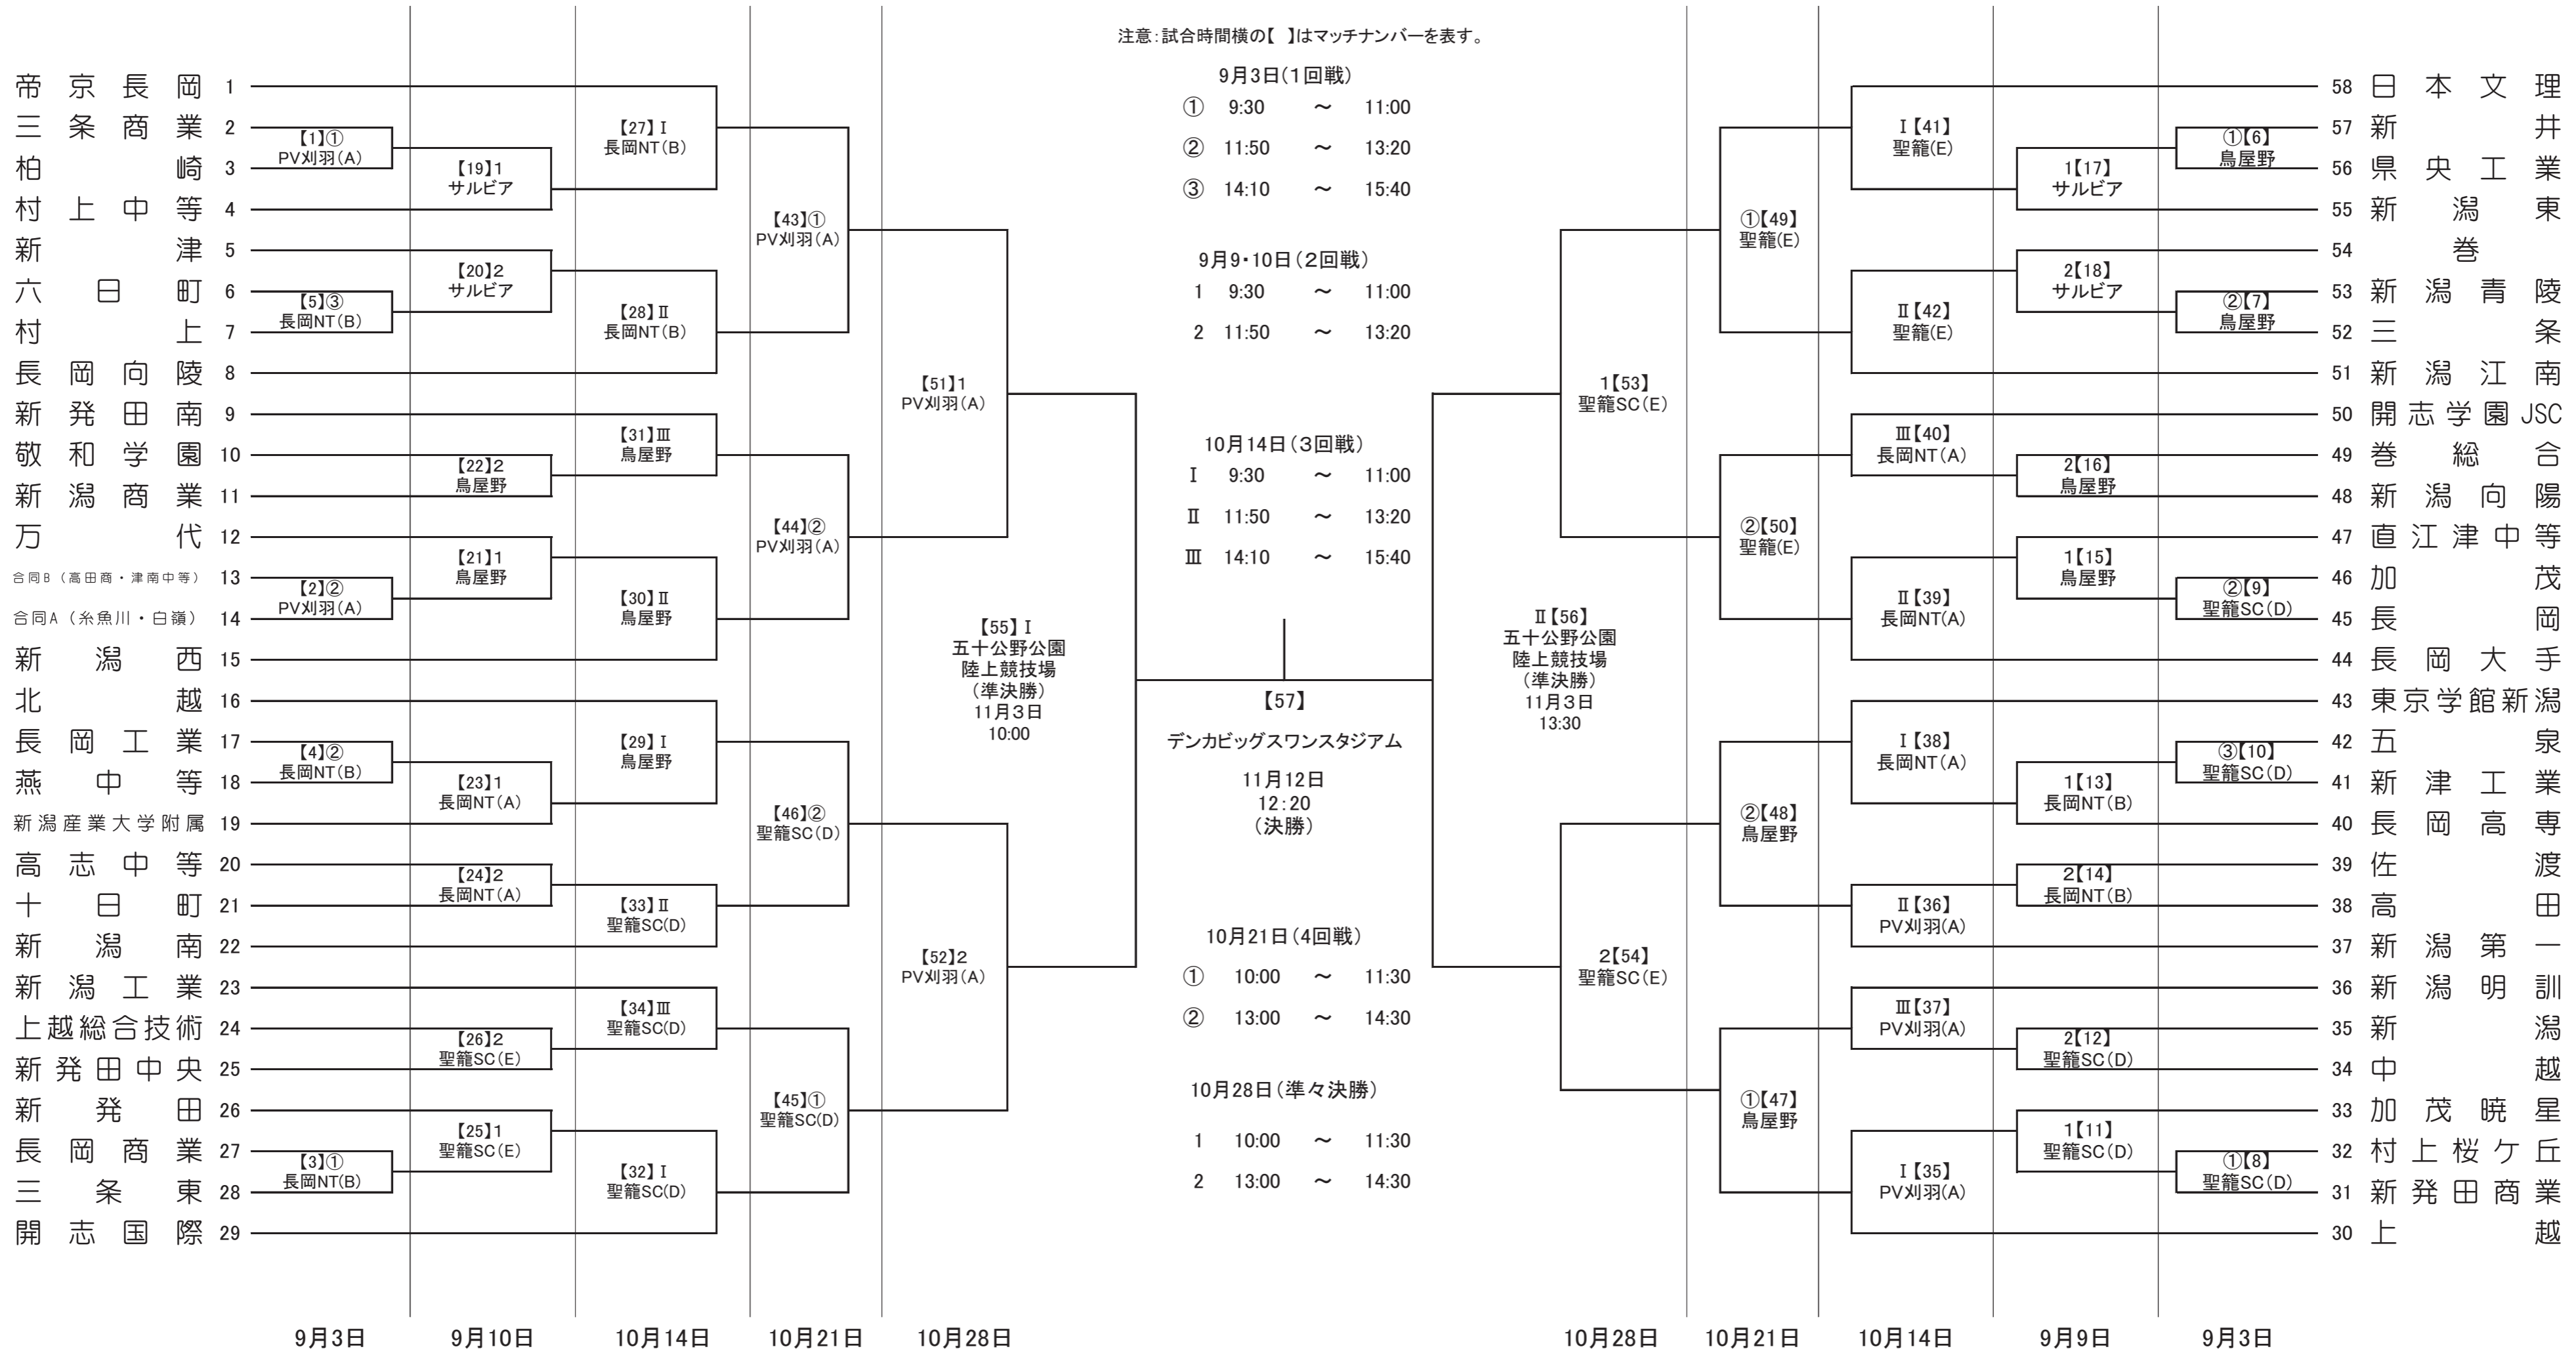 注意:試合時間横の【 】はマッチナンバーを表す。
9月3日(1回戦)
① 9:30 ～ 11:00
② 11:50 ～ 13:20
③ 14:10 ～ 15:40
9月9・10日(2回戦)
1 9:30 ～ 11:00
2 11:50 ～ 13:20
10月14日(3回戦)
Ⅰ 9:30 ～ 11:00
Ⅱ 11:50 ～ 13:20
Ⅲ 14:10 ～ 15:40
【57】
デンカビッグスワンスタジアム
11月12日
12:20
(決勝)
10月21日(4回戦)
① 10:00 ～ 11:30
② 13:00 ～ 14:30
10月28日(準々決勝)
1 10:00 ～ 11:30
2 13:00 ～ 14:30
帝京長岡 1
三条商業 2
柏崎 3
村上中等 4
新津 5
六日町 6
村上 7
長岡向陵 8
新発田南 9
敬和学園 10
新潟商業 11
万代 12
合同B(高田商・津南中等) 13
合同A(糸魚川・白嶺) 14
新潟西 15
北越 16
長岡工業 17
燕中等 18
新潟産業大学附属 19
高志中等 20
十日町 21
新潟南 22
新潟工業 23
上越総合技術 24
新発田中央 25
新発田 26
長岡商業 27
三条東 28
開志国際 29
【1】①
PV刈羽(A)
【5】③
長岡NT(B)
【2】②
PV刈羽(A)
【4】②
長岡NT(B)
【3】①
長岡NT(B)
【19】1
サルビア
【20】2
サルビア
【22】2
鳥屋野
【21】1
鳥屋野
【23】1
長岡NT(A)
【24】2
長岡NT(A)
【26】2
聖籠SC(E)
【25】1
聖籠SC(E)
【27】Ⅰ
長岡NT(B)
【28】Ⅱ
長岡NT(B)
【31】Ⅲ
鳥屋野
【30】Ⅱ
鳥屋野
【29】Ⅰ
鳥屋野
【33】Ⅱ
聖籠SC(D)
【34】Ⅲ
聖籠SC(D)
【32】Ⅰ
聖籠SC(D)
【43】①
PV刈羽(A)
【44】②
PV刈羽(A)
【46】②
聖籠SC(D)
【45】①
聖籠SC(D)
【51】1
PV刈羽(A)
【52】2
PV刈羽(A)
【55】Ⅰ
五十公野公園
陸上競技場
(準決勝)
11月3日
10:00
Ⅱ【56】
五十公野公園
陸上競技場
(準決勝)
11月3日
13:30
1【53】
聖籠SC(E)
2【54】
聖籠SC(E)
①【49】
聖籠(E)
②【50】
聖籠(E)
②【48】
鳥屋野
①【47】
鳥屋野
Ⅰ【41】
聖籠(E)
Ⅱ【42】
聖籠(E)
Ⅲ【40】
長岡NT(A)
Ⅱ【39】
長岡NT(A)
Ⅰ【38】
長岡NT(A)
Ⅱ【36】
PV刈羽(A)
Ⅲ【37】
PV刈羽(A)
Ⅰ【35】
PV刈羽(A)
1【17】
サルビア
2【18】
サルビア
2【16】
鳥屋野
1【15】
鳥屋野
1【13】
長岡NT(B)
2【14】
長岡NT(B)
2【12】
聖籠SC(D)
1【11】
聖籠SC(D)
①【6】
鳥屋野
②【7】
鳥屋野
②【9】
聖籠SC(D)
③【10】
聖籠SC(D)
①【8】
聖籠SC(D)
58 日本文理
57 新井
56 県央工業
55 新潟東
54 巻
53 新潟青陵
52 三条
51 新潟江南
50 開志学園JSC
49 巻総合
48 新潟向陽
47 直江津中等
46 加茂
45 長岡
44 長岡大手
43 東京学館新潟
42 五泉
41 新津工業
40 長岡高専
39 佐渡
38 高田
37 新潟第一
36 新潟明訓
35 新潟
34 中越
33 加茂暁星
32 村上桜ケ丘
31 新発田商業
30 上越
9月3日 9月10日 10月14日 10月21日 10月28日 10月28日 10月21日 10月14日 9月9日 9月3日